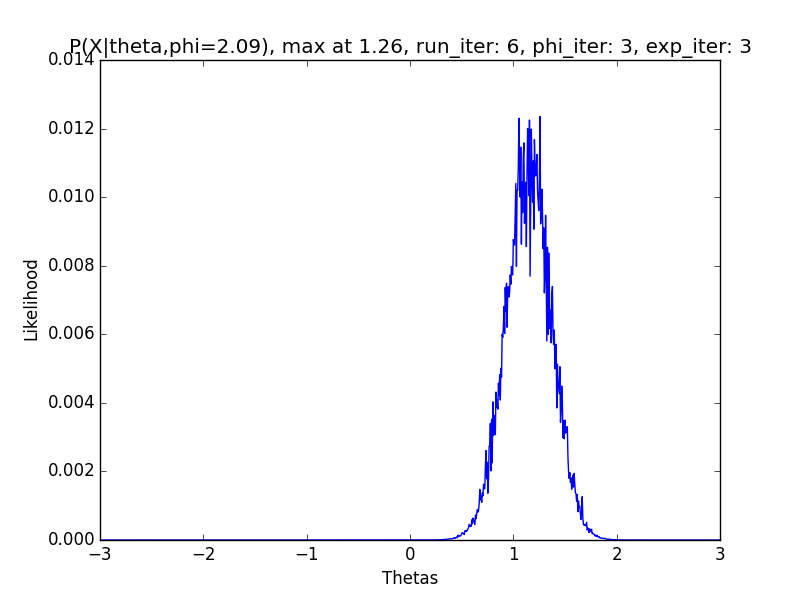 P(X|theta,phi=2.09), max at 1.26, run_iter: 6, phi_iter: 3, exp_iter: 3
0.014
0.012
0.010
0.008
0.006
0.004
0.002
0.000
Likelihood
−3 −2 −1 0 1 2 3
Thetas